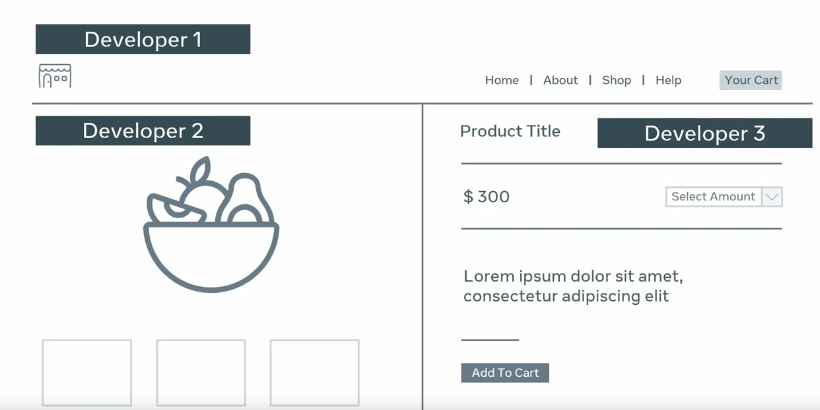 Developer 1
Home | About | Shop | Help Your Cart
Developer 2
Product Title
Developer 3
$ 300
Select Amount
Lorem ipsum dolor sit amet,
consectetur adipiscing elit
Add To Cart